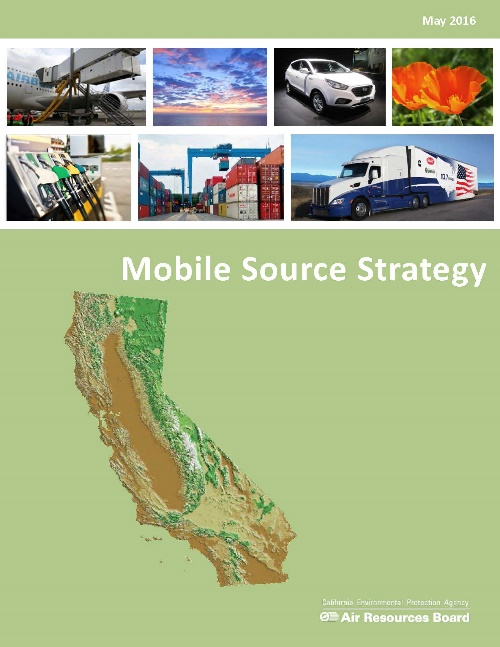 May 2016
Mobile Source Strategy
California Environmental Protection Agency
Air Resources Board